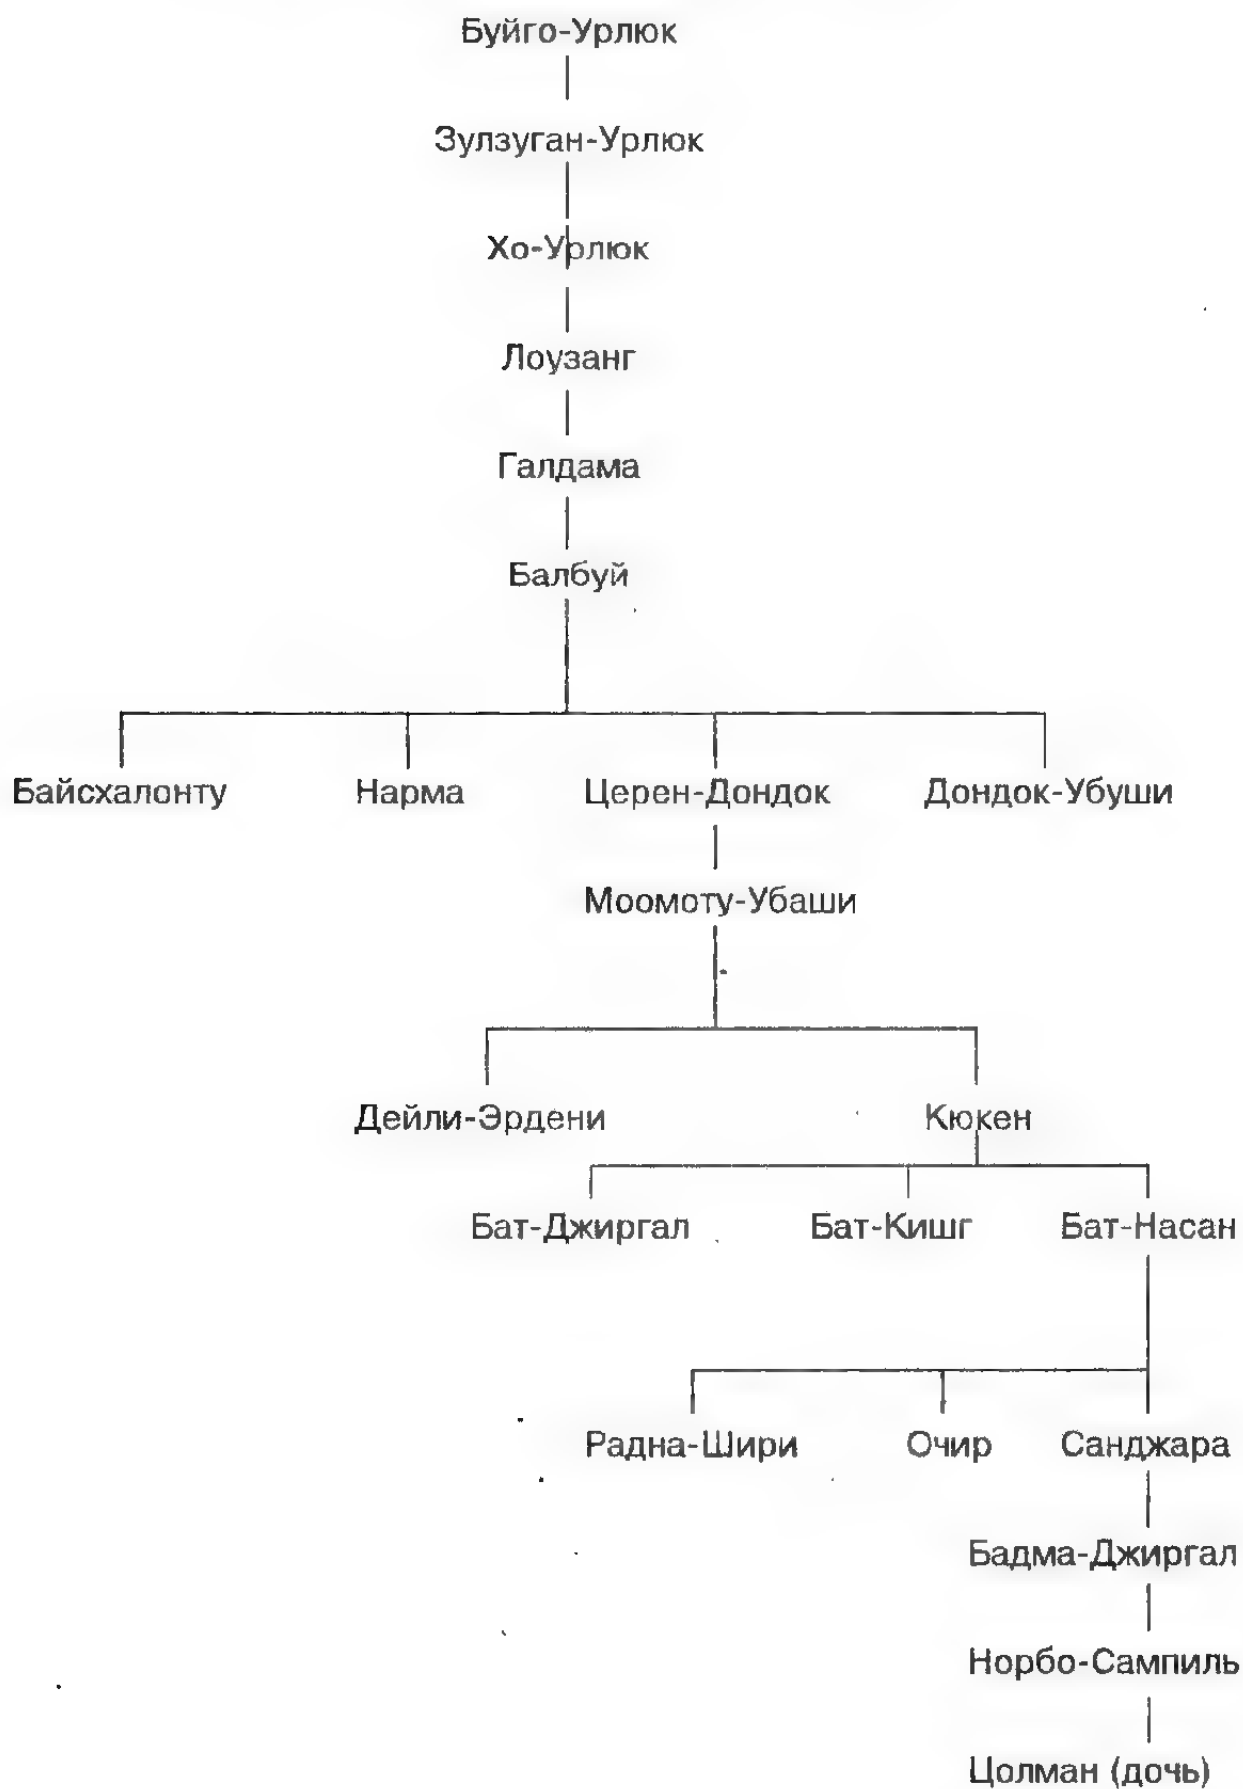 Буйго-Урлюк
Зулзуган-Урлюк
Хо-Урлюк
Лоузанг
Галдама
Балбуй
Байсхалонту Нарма Церен-Дондок Дондок-Убуши
Моомоту-Убаши
Дейли-Эрдени Кюкен
Бат-Джиргал Бат-Кишг Бат-Насан
Радна-Шири Очир Санджара
Бадма-Джиргал
Норбо-Сампиль
Цолман (дочь)